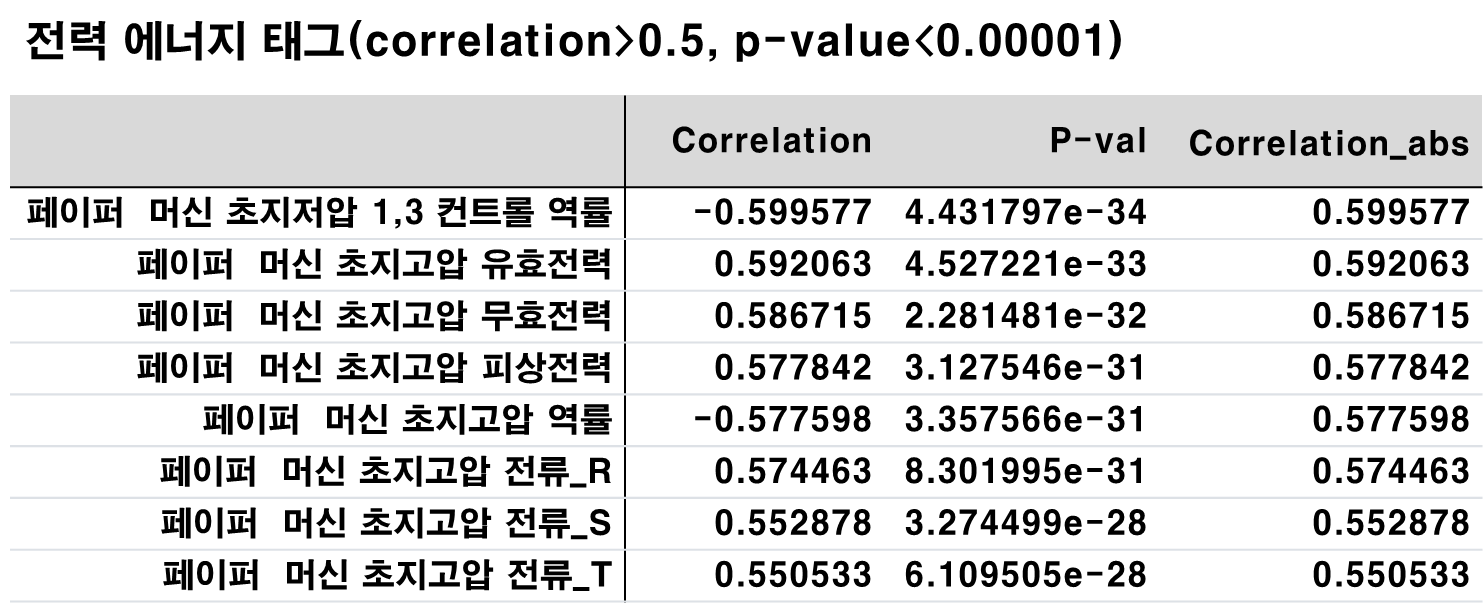 전력 에너지 태그(correlation>0.5, p-value<0.00001)
Correlation P-val Correlation_abs
페이퍼 머신 초지저압 1,3 컨트롤 역률 -0.599577 4.431797e-34 0.599577
페이퍼 머신 초지고압 유효전력 0.592063 4.527221e-33 0.592063
페이퍼 머신 초지고압 무효전력 0.586715 2.281481e-32 0.586715
페이퍼 머신 초지고압 피상전력 0.577842 3.127546e-31 0.577842
페이퍼 머신 초지고압 역률 -0.577598 3.357566e-31 0.577598
페이퍼 머신 초지고압 전류_R 0.574463 8.301995e-31 0.574463
페이퍼 머신 초지고압 전류_S 0.552878 3.274499e-28 0.552878
페이퍼 머신 초지고압 전류_T 0.550533 6.109505e-28 0.550533